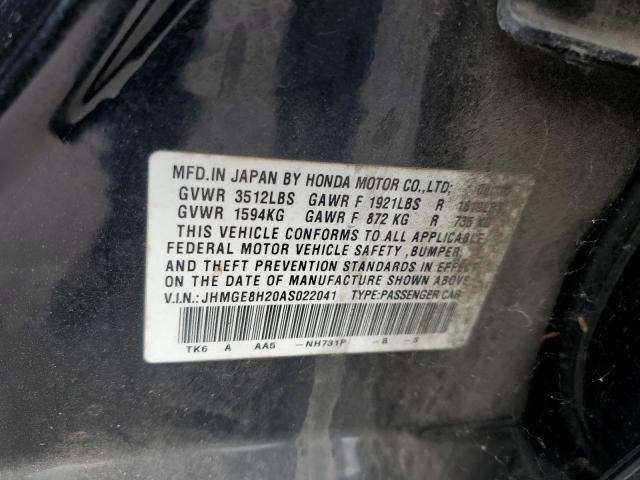 MFD.IN JAPAN BY HONDA MOTOR CO.,LTD.
GVWR 3512LBS GAWR F 1921LBS R
GVWR 1594KG GAWR F 872 KG R 735
THIS VEHICLE CONFORMS TO ALL APPLICABLE
FEDERAL MOTOR VEHICLE SAFETY ,BUMPER,
AND THEFT PREVENTION STANDARDS IN EFFECT
ON THE DATE OF MANUFACTURE SHOWN ABOVE.
V.I.N.:JHMGE8H20AS022041 TYPE:PASSENGER CAR
TK6 A AA5 -NH731P -B